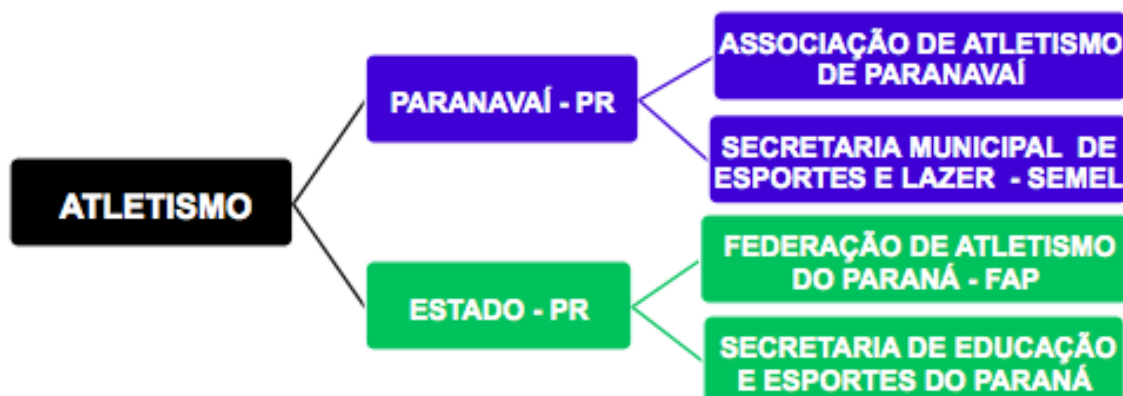 ATLETISMO
PARANAVAÍ - PR
ASSOCIAÇÃO DE ATLETISMO
DE PARANAVAÍ
SECRETARIA MUNICIPAL DE
ESPORTES E LAZER - SEMEL
ESTADO - PR
FEDERAÇÃO DE ATLETISMO
DO PARANÁ - FAP
SECRETARIA DE EDUCAÇÃO
E ESPORTES DO PARANÁ